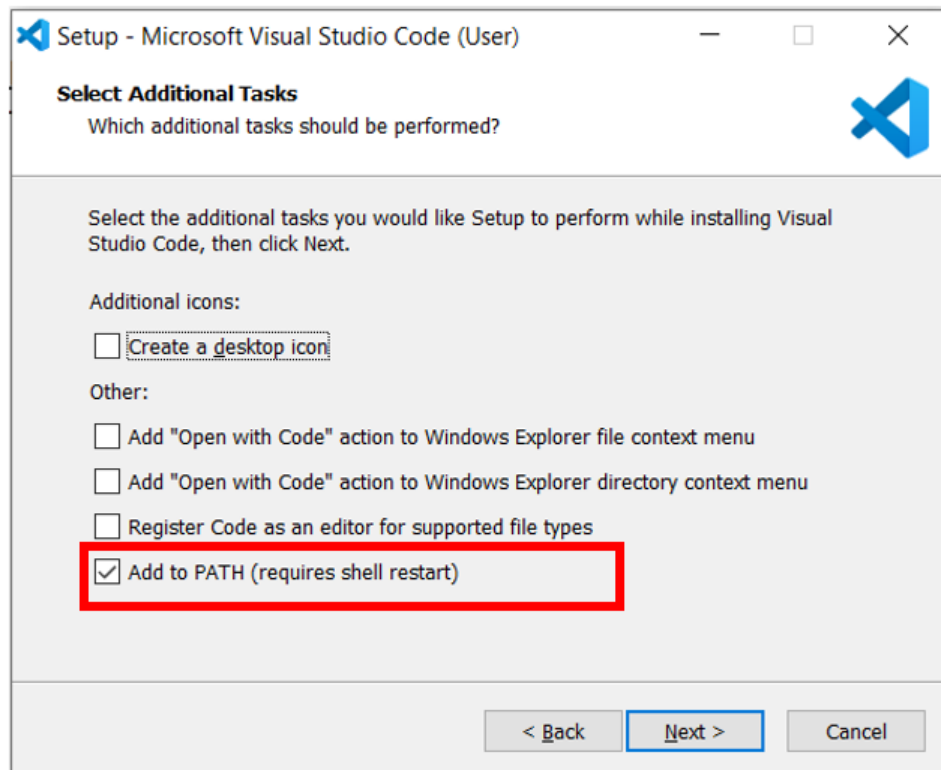 Setup - Microsoft Visual Studio Code (User)
Select Additional Tasks
Which additional tasks should be performed?
Select the additional tasks you would like Setup to perform while installing Visual
Studio Code, then click Next.
Additional icons:
Create a desktop icon
Other:
Add "Open with Code" action to Windows Explorer file context menu
Add "Open with Code" action to Windows Explorer directory context menu
Register Code as an editor for supported file types
Add to PATH (requires shell restart)
< Back Next > Cancel